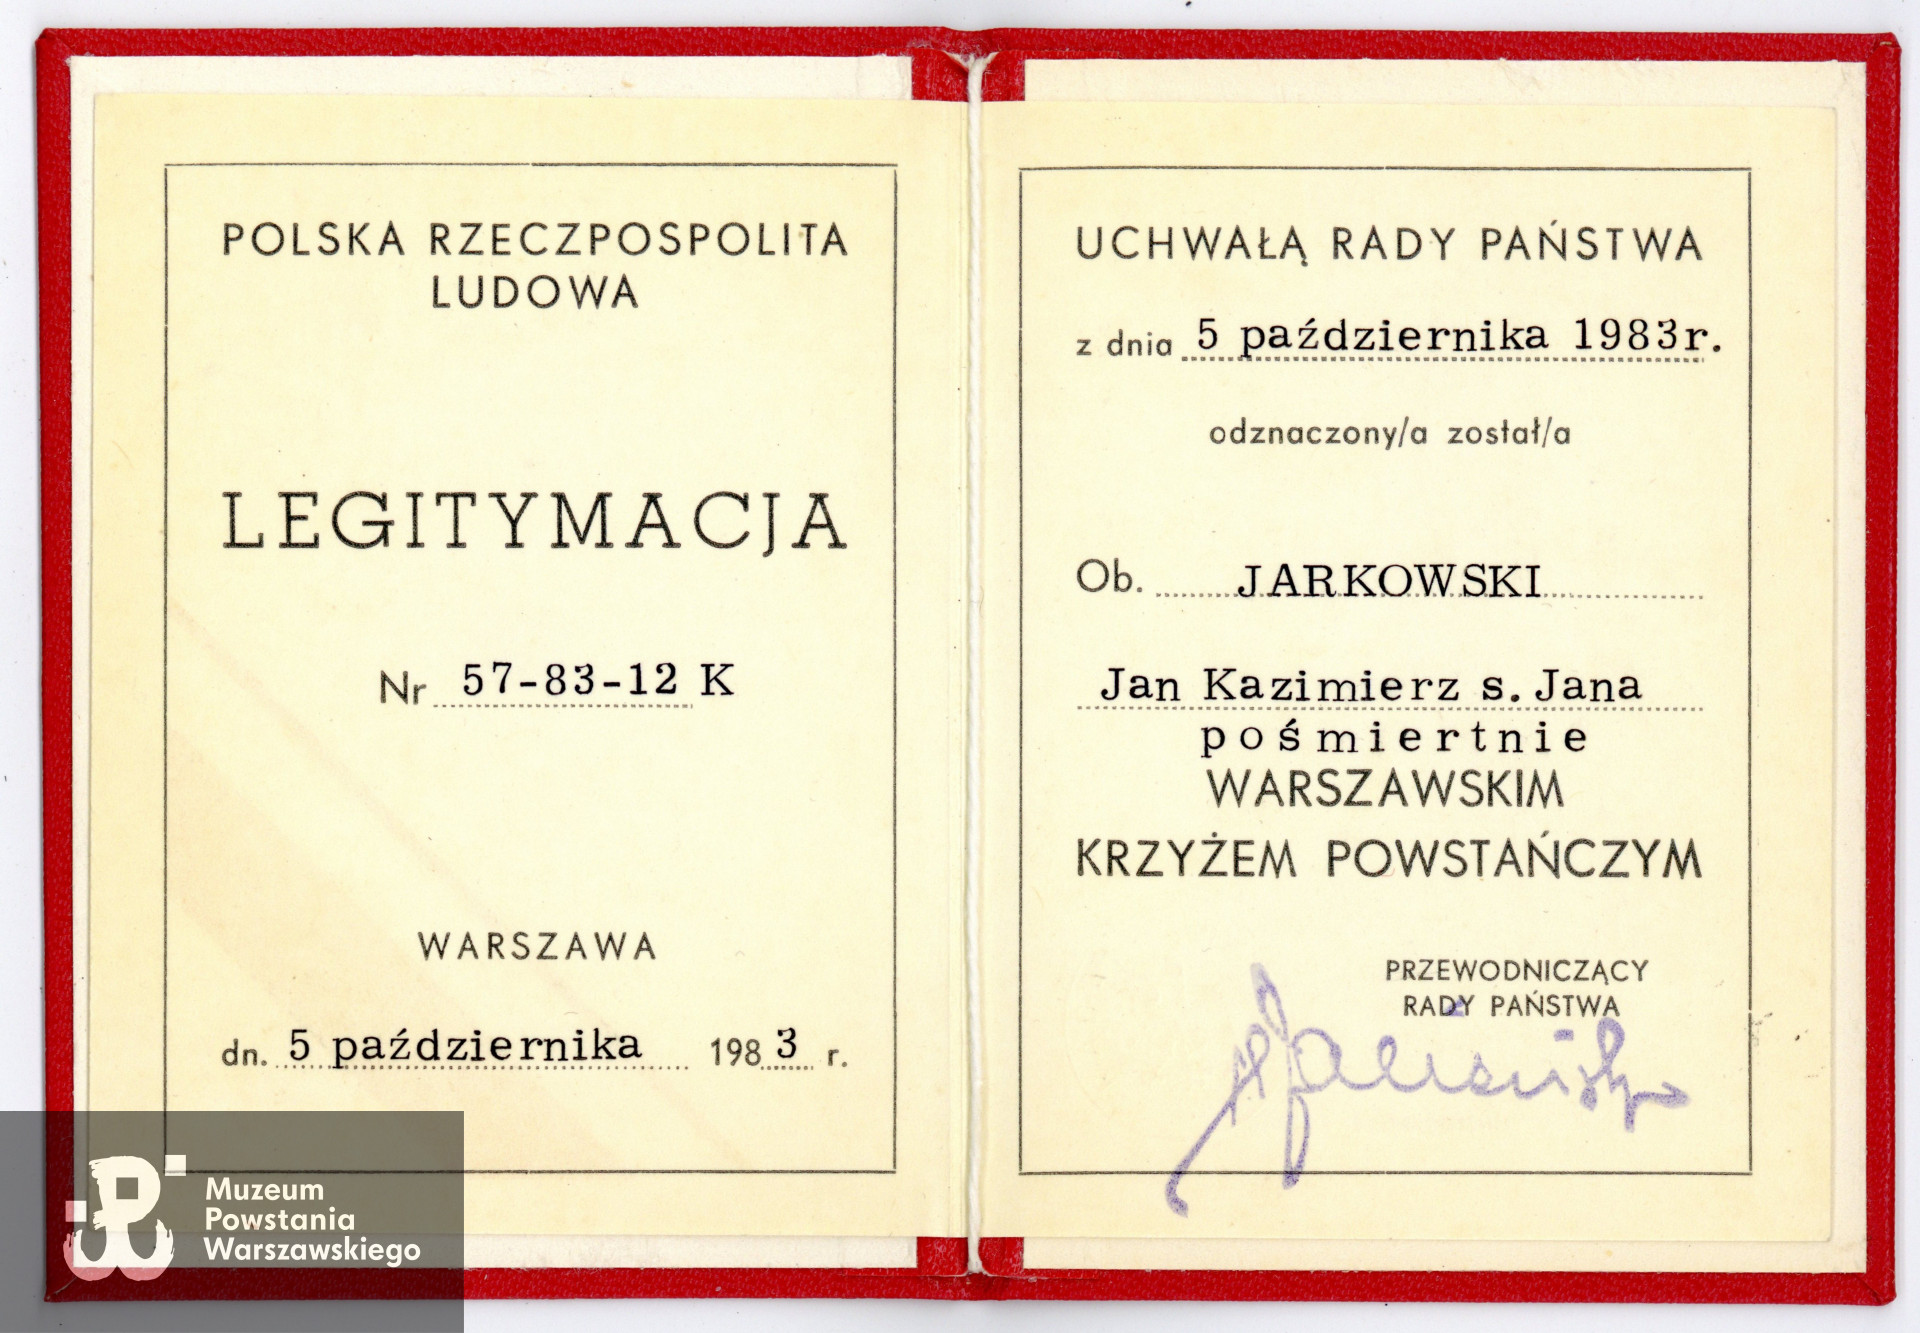 POLSKA RZECZPOSPOLITA
LUDOWA
LEGITYMACJA
Nr 57-83-12 K
WARSZAWA
dn. 5 października 1983 r.
UCHWAŁĄ RADY PAŃSTWA
z dnia 5 października 1983r.
odznaczony/a został/a
Ob. JARKOWSKI
Jan Kazimierz s. Jana
pośmiertnie
WARSZAWSKIM
KRZYŻEM POWSTAŃCZYM
PRZEWODNICZĄCY
RADY PAŃSTWA
Muzeum
Powstania
Warszawskiego